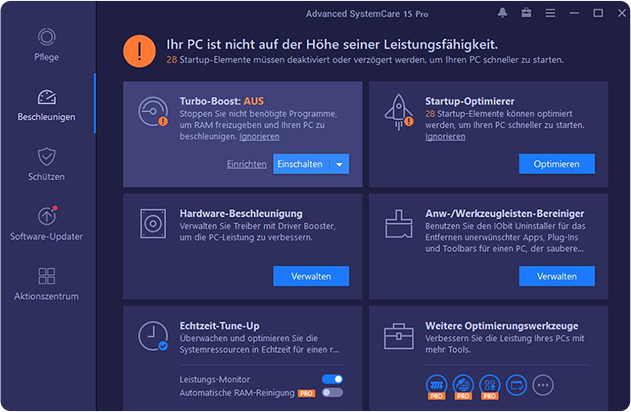 Advanced SystemCare 15 Pro
Pflege
Beschleunigen
Schützen
Software-Updater
Aktionszentrum
Ihr PC ist nicht auf der Höhe seiner Leistungsfähigkeit.
28 Startup-Elemente müssen deaktiviert oder verzögert werden, um Ihren PC schneller zu starten.
Turbo-Boost: AUS
Stoppen Sie nicht benötigte Programme,
um RAM freizugeben und Ihren PC zu
beschleunigen. Ignorieren
Einrichten
Einschalten
Startup-Optimierer
28 Startup-Elemente können optimiert
werden, um Ihren PC schneller zu starten.
Ignorieren
Optimieren
Hardware-Beschleunigung
Verwalten Sie Treiber mit Driver Booster,
um die PC-Leistung zu verbessern.
Verwalten
Anw-/Werkzeugleisten-Bereiniger
Benutzen Sie den IObit Uninstaller für das
Entfernen unerwünschter Apps, Plug-Ins
und Toolbars für einen PC, der saubere...
Verwalten
Echtzeit-Tune-Up
Überwachen und optimieren Sie die
Systemressourcen in Echtzeit für einen r...
Leistungs-Monitor
Automatische RAM-Reinigung PRO
Weitere Optimierungswerkzeuge
Verbessern Sie die Leistung Ihres PCs mit
mehr Tools.
PRO PRO PRO